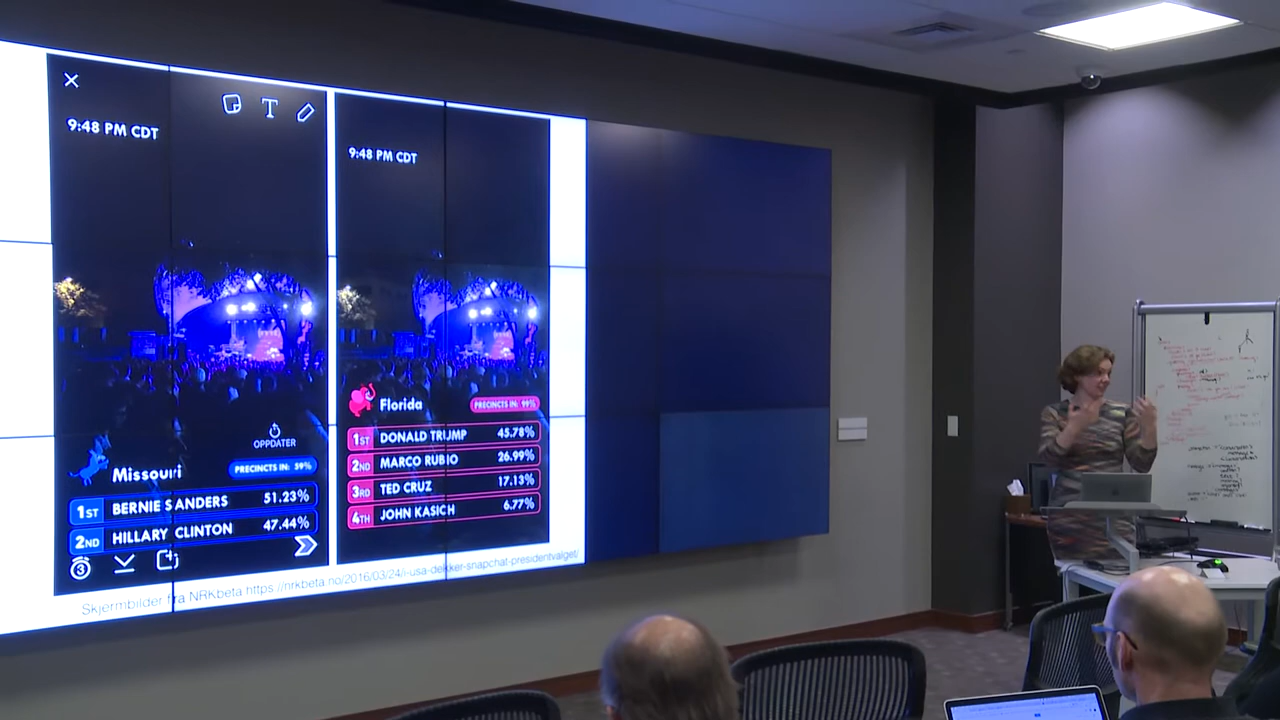 9:48 PM CDT
T
Missouri
OPPDATER
PRECINCTS IN: 59%
1ST BERNIE SANDERS 51.23%
2ND HILLARY CLINTON 47.44%
3
9:48 PM CDT
Florida
PRECINCTS IN: 99%
1ST DONALD TRUMP 45.78%
2ND MARCO RUBIO 26.99%
3RD TED CRUZ 17.13%
4TH JOHN KASICH 6.77%
Skjermbilder fra NRKbeta https://nrkbeta.no/2016/03/24/i-usa-dekker-snapchat-presidentvalget/